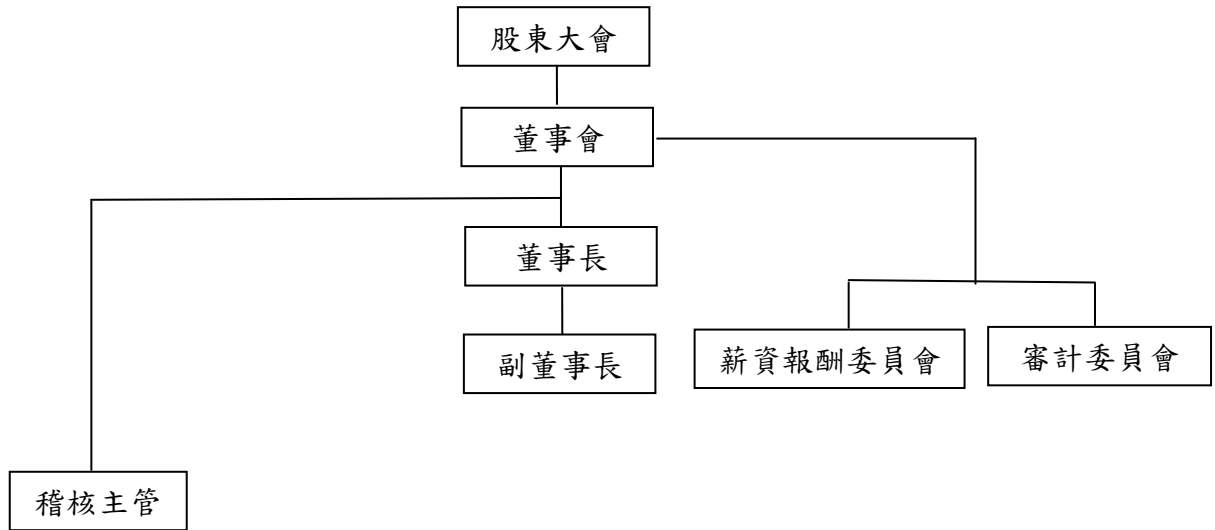 股東大會
董事會
董事長
副董事長
薪資報酬委員會
審計委員會
稽核主管